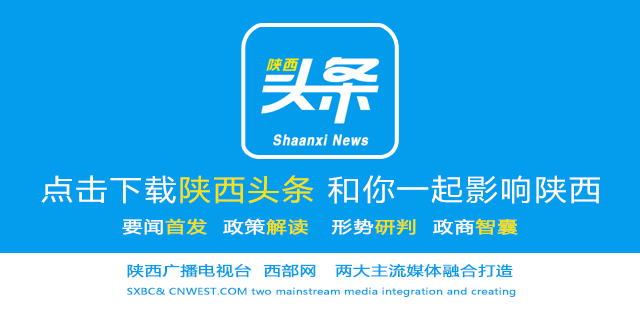 陕西
头条
Shaanxi News
点击下载陕西头条 和你一起影响陕西
要闻首发 政策解读 形势研判 政商智囊
陕西广播电视台 西部网 两大主流媒体融合打造
SXBC& CNWEST.COM two mainstream media integration and creating